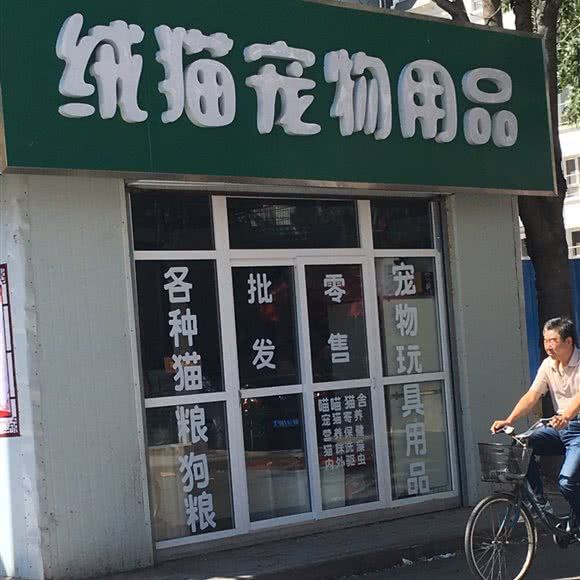 绒猫宠物用品
各种猫粮狗粮
批发
零售
宠物玩具用品